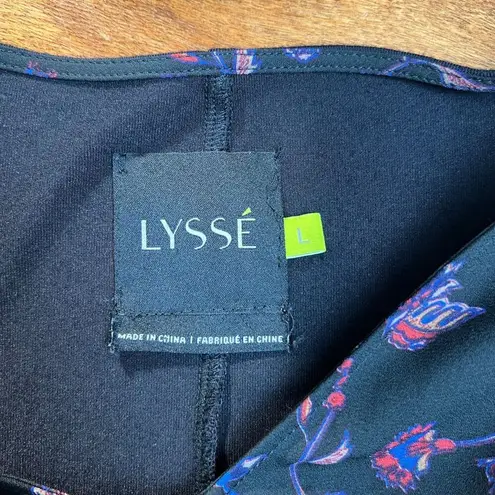 LYSSÉ
L
MADE IN CHINA | FABRIQUÉ EN CHINE